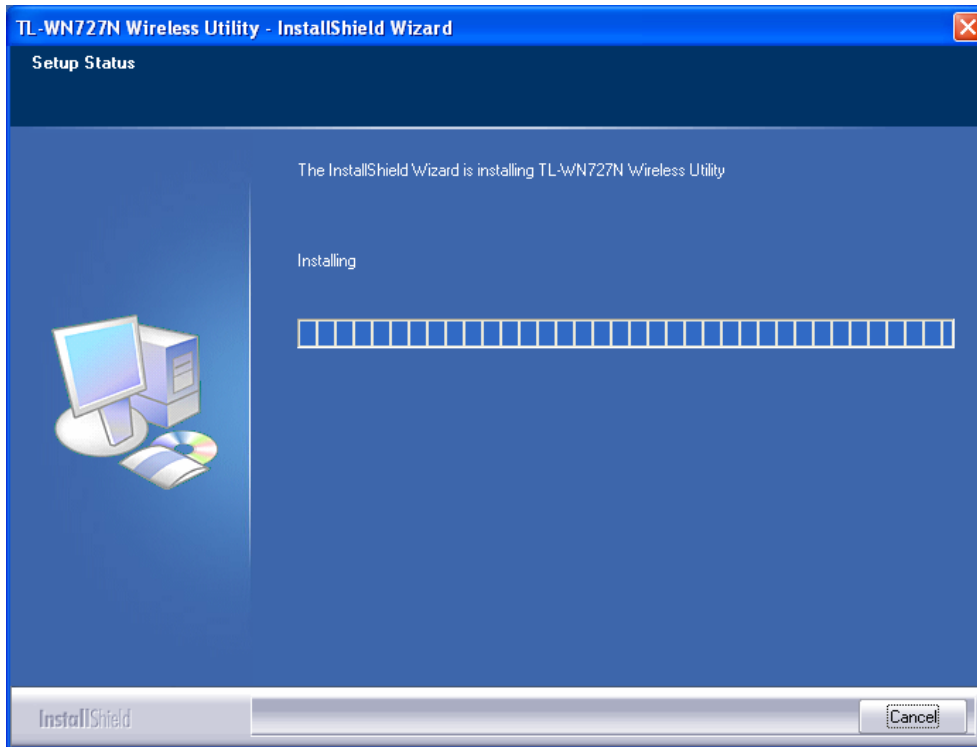 TL-WN727N Wireless Utility - InstallShield Wizard
Setup Status
The InstallShield Wizard is installing TL-WN727N Wireless Utility
Installing
InstallShield
Cancel